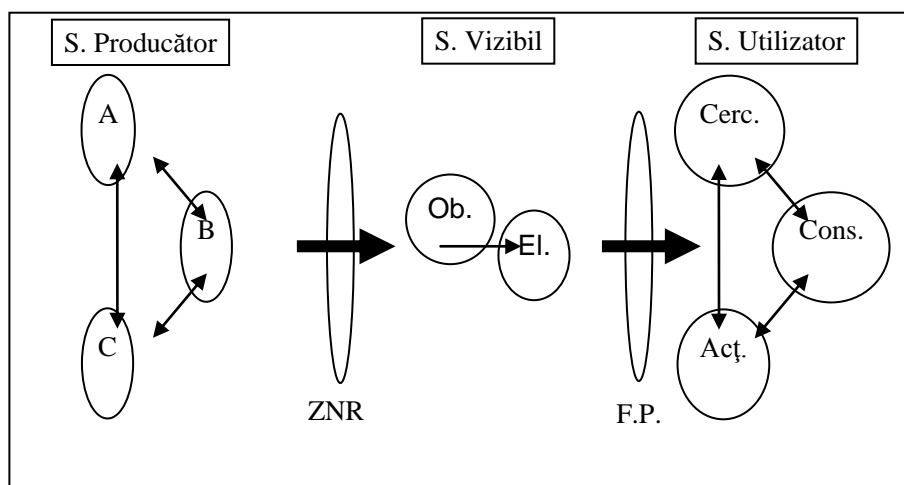 S. Producător
S. Vizibil
S. Utilizator
A
B
C
ZNR
Ob.
El.
F.P.
Cerc.
Cons.
Acţ.